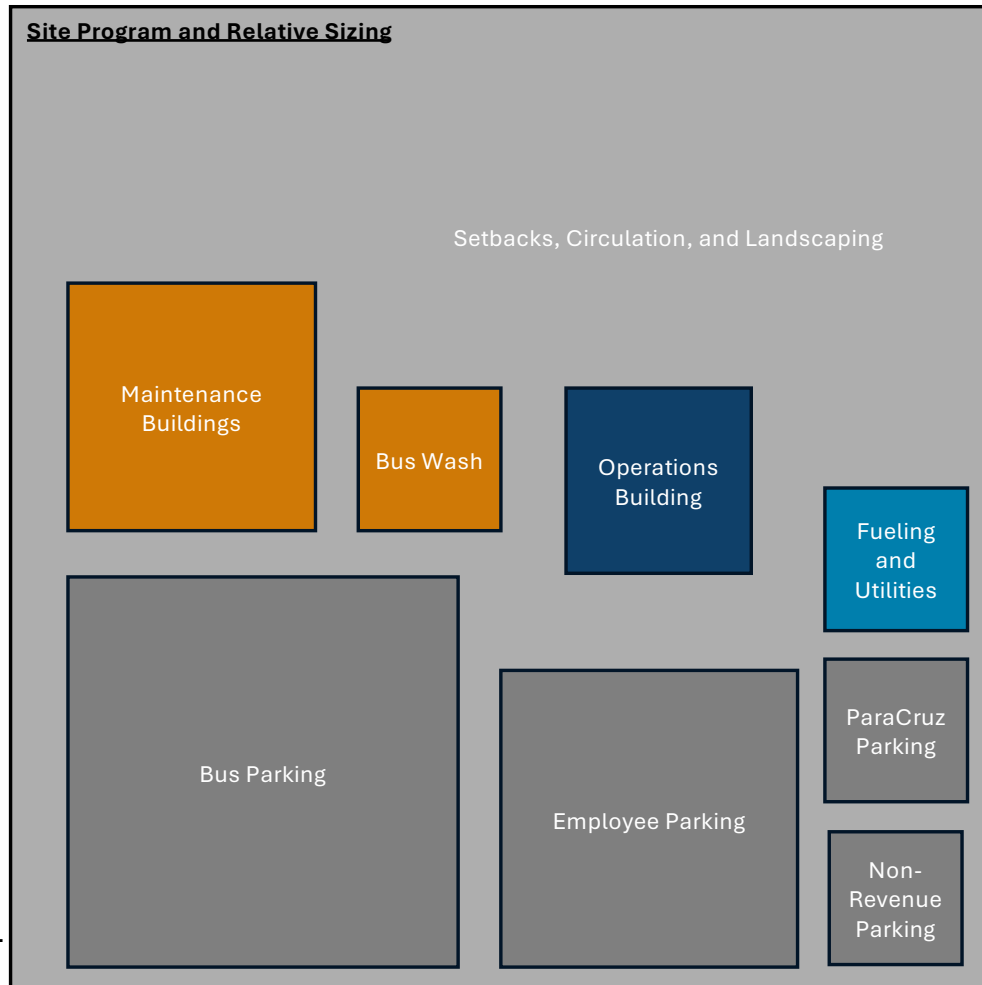 Site Program and Relative Sizing
Setbacks, Circulation, and Landscaping
Maintenance
Buildings
Bus Wash
Operations
Building
Fueling
and
Utilities
Bus Parking
Employee Parking
ParaCruz
Parking
Non-
Revenue
Parking